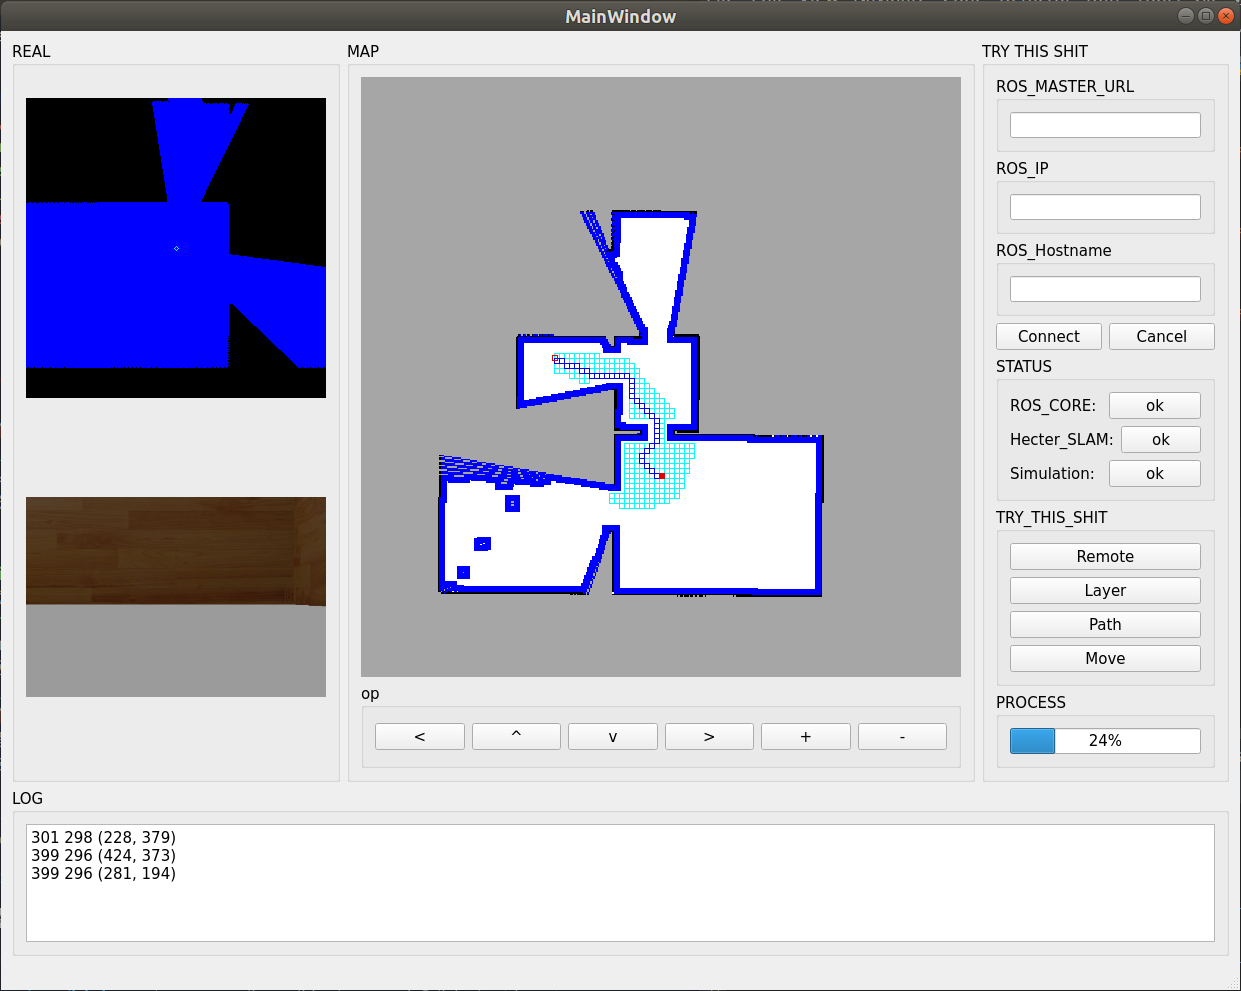 MainWindow
REAL
MAP
TRY THIS SHIT
ROS_MASTER_URL
ROS_IP
ROS_Hostname
Connect Cancel
STATUS
ROS_CORE: ok
Hecter_SLAM: ok
Simulation: ok
TRY_THIS_SHIT
Remote
Layer
Path
Move
PROCESS
24%
op
< ^ v > + -
LOG
301 298 (228, 379)
399 296 (424, 373)
399 296 (281, 194)